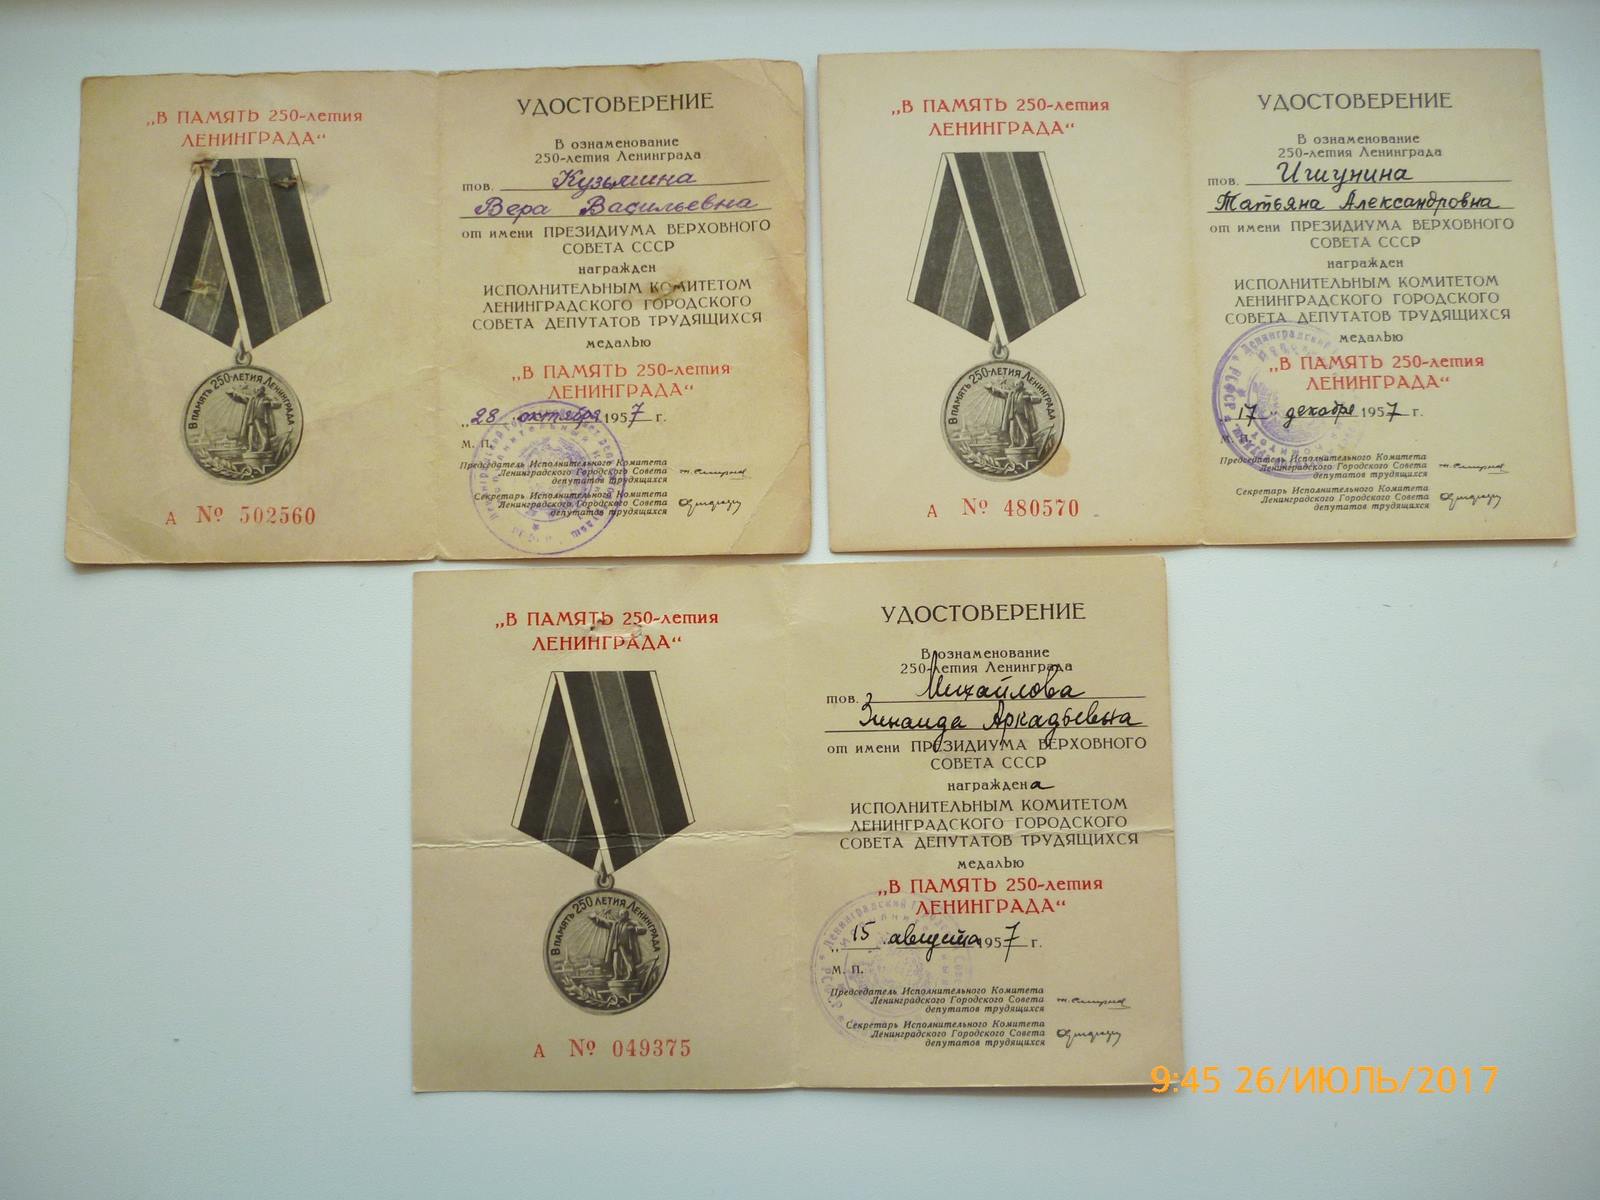 „В ПАМЯТЬ 250-летия
ЛЕНИНГРАДА“
В ПАМЯТЬ 250-ЛЕТИЯ ЛЕНИНГРАДА
А № 502560
УДОСТОВЕРЕНИЕ
В ознаменование
250-летия Ленинграда
тов. Кузьмина
Вера Васильевна
от имени ПРЕЗИДИУМА ВЕРХОВНОГО
СОВЕТА СССР
награжден
ИСПОЛНИТЕЛЬНЫМ КОМИТЕТОМ
ЛЕНИНГРАДСКОГО ГОРОДСКОГО
СОВЕТА ДЕПУТАТОВ ТРУДЯЩИХСЯ
медалью
„В ПАМЯТЬ 250-летия
ЛЕНИНГРАДА“
„28 октября 1957 г.
М. П.
Председатель Исполнительного Комитета
Ленинградского Городского Совета
депутатов трудящихся
Секретарь Исполнительного Комитета
Ленинградского Городского Совета
депутатов трудящихся
„В ПАМЯТЬ 250-летия
ЛЕНИНГРАДА“
В ПАМЯТЬ 250-ЛЕТИЯ ЛЕНИНГРАДА
А № 480570
УДОСТОВЕРЕНИЕ
В ознаменование
250-летия Ленинграда
тов. Игиунина
Татьяна Александровна
от имени ПРЕЗИДИУМА ВЕРХОВНОГО
СОВЕТА СССР
награжден
ИСПОЛНИТЕЛЬНЫМ КОМИТЕТОМ
ЛЕНИНГРАДСКОГО ГОРОДСКОГО
СОВЕТА ДЕПУТАТОВ ТРУДЯЩИХСЯ
медалью
„В ПАМЯТЬ 250-летия
ЛЕНИНГРАДА“
„17“ декабря 1957 г.
М. П.
Председатель Исполнительного Комитета
Ленинградского Городского Совета
депутатов трудящихся
Секретарь Исполнительного Комитета
Ленинградского Городского Совета
депутатов трудящихся
„В ПАМЯТЬ 250-летия
ЛЕНИНГРАДА“
В ПАМЯТЬ 250 ЛЕТИЯ ЛЕНИНГРАДА
А № 049375
УДОСТОВЕРЕНИЕ
В ознаменование
250-летия Ленинграда
тов. Михайлова
Зинаида Аркадьевна
от имени ПРЕЗИДИУМА ВЕРХОВНОГО
СОВЕТА СССР
награждена
ИСПОЛНИТЕЛЬНЫМ КОМИТЕТОМ
ЛЕНИНГРАДСКОГО ГОРОДСКОГО
СОВЕТА ДЕПУТАТОВ ТРУДЯЩИХСЯ
медалью
„В ПАМЯТЬ 250-летия
ЛЕНИНГРАДА“
„15 августа 1957 г.
М. П.
Председатель Исполнительного Комитета
Ленинградского Городского Совета
депутатов трудящихся
Секретарь Исполнительного Комитета
Ленинградского Городского Совета
депутатов трудящихся
9:45 26/ИЮЛЬ/2017